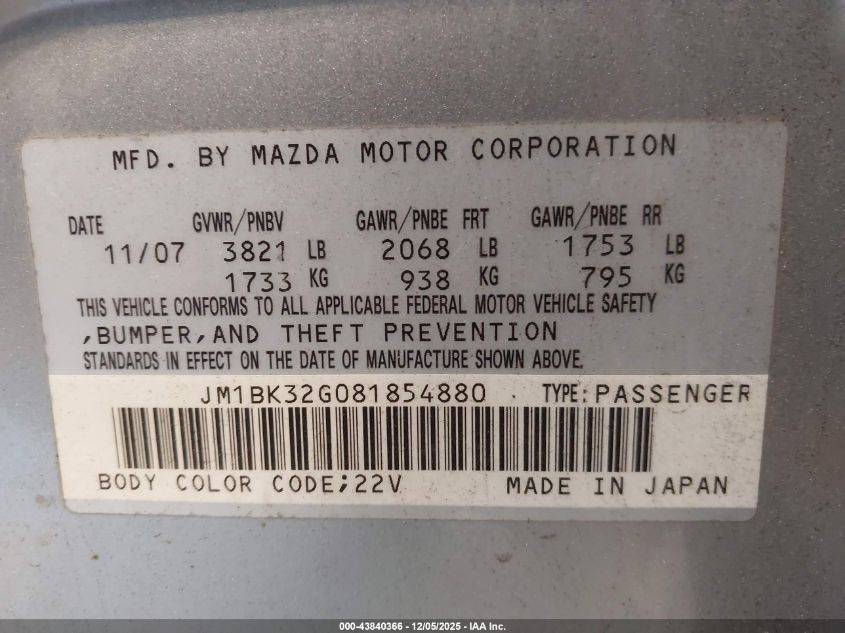 MFD. BY MAZDA MOTOR CORPORATION
DATE GVWR/PNBV GAWR/PNBE FRT GAWR/PNBE RR
11/07 3821 LB 2068 LB 1753 LB
1733 KG 938 KG 795 KG
THIS VEHICLE CONFORMS TO ALL APPLICABLE FEDERAL MOTOR VEHICLE SAFETY
,BUMPER,AND THEFT PREVENTION
STANDARDS IN EFFECT ON THE DATE OF MANUFACTURE SHOWN ABOVE.
JM1BK32G081854880 TYPE: PASSENGER
BODY COLOR CODE;22V MADE IN JAPAN
000-43840366 - 12/05/2025 - IAA Inc.